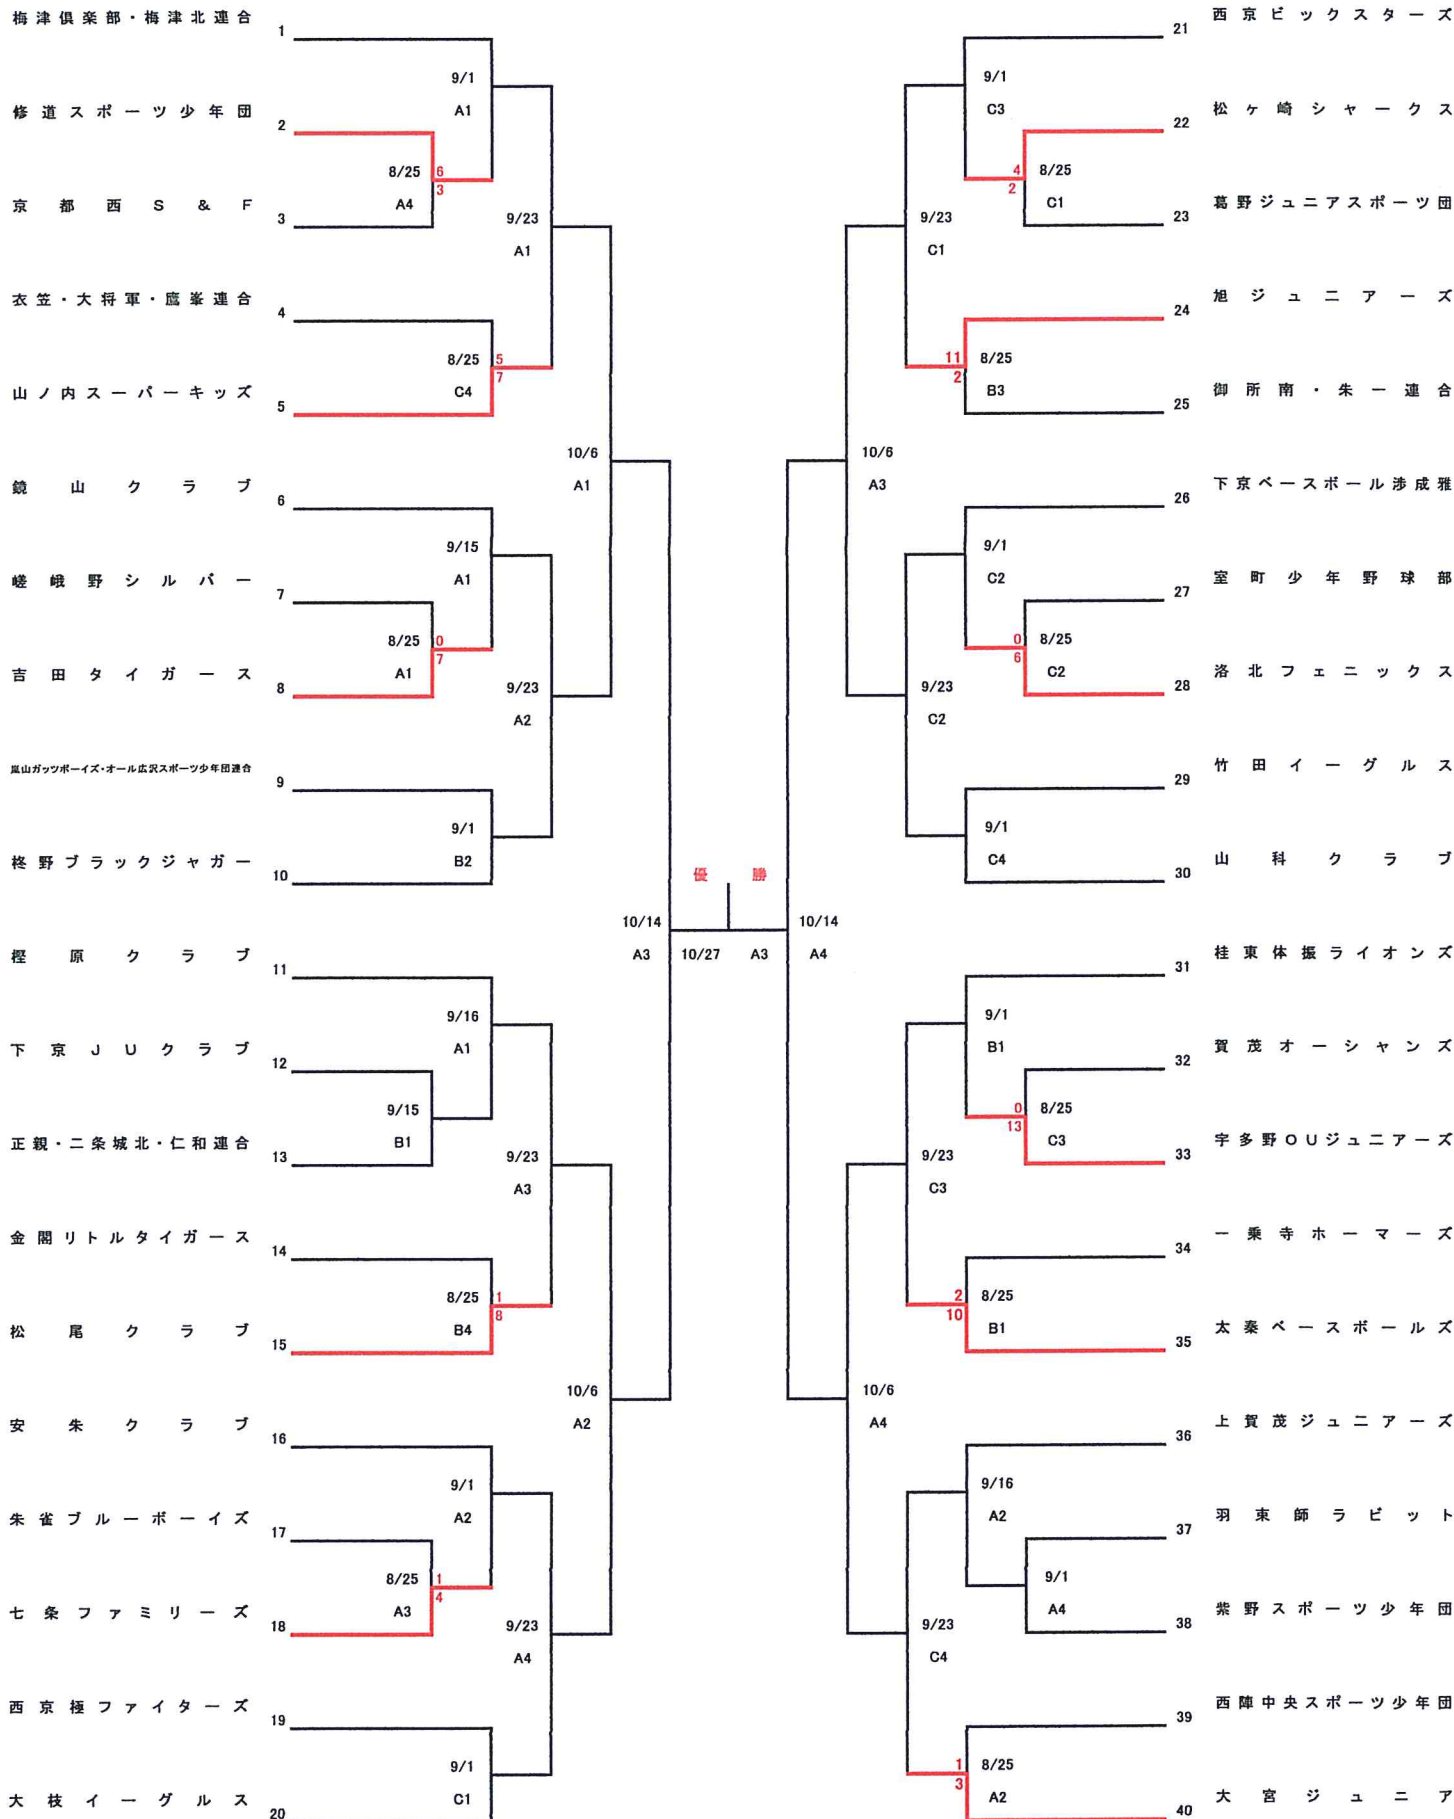 梅津倶楽部・梅津北連合
1
9/1
A1
修道スポーツ少年団
2
8/25
6
3
A4
京都西S&F
3
9/23
A1
衣笠・大将軍・鷹峯連合
4
8/25
5
7
C4
山ノ内スーパーキッズ
5
10/6
A1
鏡山クラブ
6
9/15
A1
嵯峨野シルバー
7
8/25
0
7
A1
吉田タイガース
8
9/23
A2
嵐山ガッツボーイズ・オール広沢スポーツ少年団連合
9
9/1
B2
柊野ブラックジャガー
10
優勝
10/14
A3
10/27
A3
10/14
A4
樫原クラブ
11
9/16
A1
下京JUクラブ
12
9/15
B1
正親・二条城北・仁和連合
13
9/23
A3
金閣リトルタイガース
14
8/25
1
8
B4
松尾クラブ
15
10/6
A2
安朱クラブ
16
9/1
A2
朱雀ブルーボーイズ
17
8/25
1
4
A3
七条ファミリーズ
18
9/23
A4
西京極ファイターズ
19
9/1
C1
大枝イーグルス
20
西京ビックスターズ
21
9/1
C3
松ヶ崎シャークス
22
4
2
8/25
C1
葛野ジュニアスポーツ団
23
9/23
C1
旭ジュニアーズ
24
11
2
8/25
B3
御所南・朱一連合
25
10/6
A3
下京ベースボール渉成雅
26
9/1
C2
室町少年野球部
27
0
6
8/25
C2
洛北フェニックス
28
9/23
C2
竹田イーグルス
29
9/1
C4
山科クラブ
30
桂東体振ライオンズ
31
9/1
B1
賀茂オーシャンズ
32
0
13
8/25
C3
宇多野OUジュニアーズ
33
9/23
C3
一乗寺ホーマーズ
34
2
10
8/25
B1
太秦ベースボールズ
35
10/6
A4
上賀茂ジュニアーズ
36
9/16
A2
羽束師ラビット
37
9/1
A4
紫野スポーツ少年団
38
9/23
C4
西陣中央スポーツ少年団
39
1
3
8/25
A2
大宮ジュニア
40